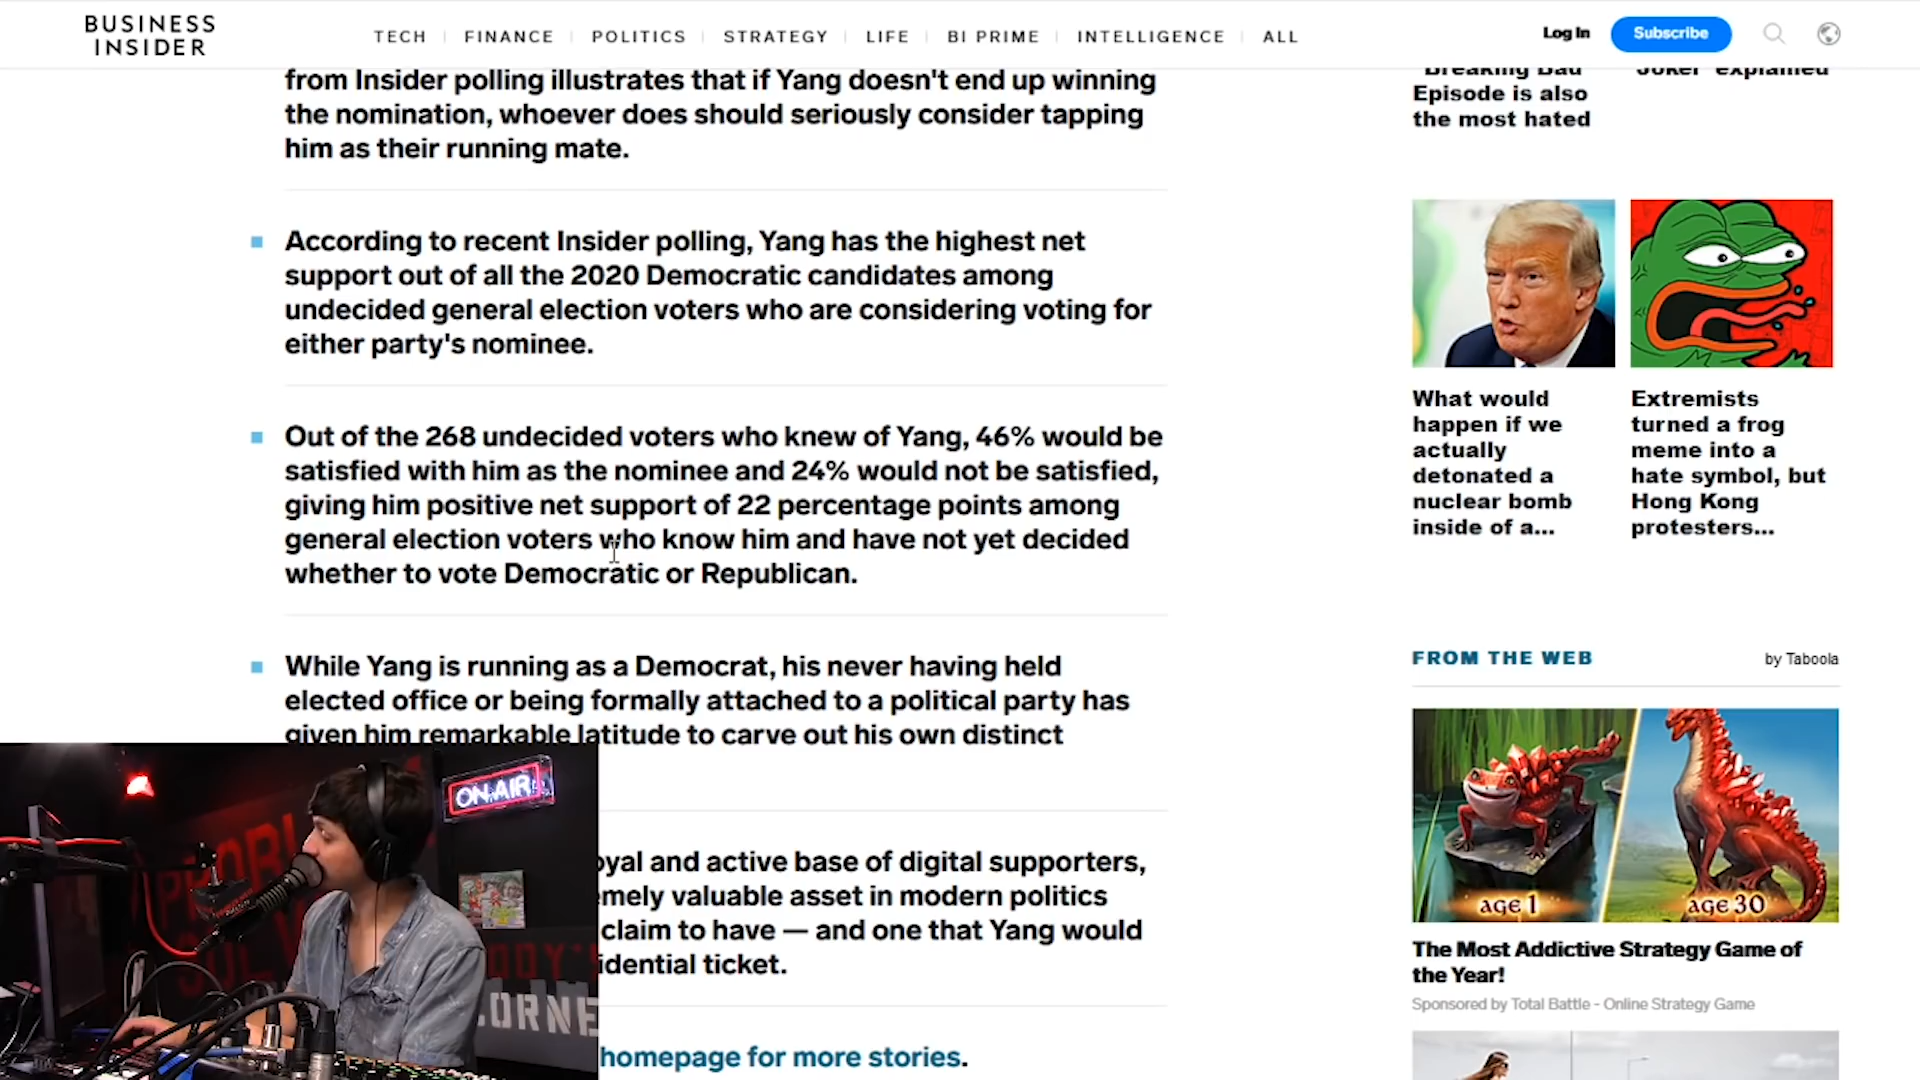 BUSINESS
INSIDER
TECH
FINANCE
POLITICS
STRATEGY
LIFE
BI PRIME
INTELLIGENCE
ALL
Log In
Subscribe
from Insider polling illustrates that if Yang doesn't end up winning
the nomination, whoever does should seriously consider tapping
him as their running mate.
According to recent Insider polling, Yang has the highest net
support out of all the 2020 Democratic candidates among
undecided general election voters who are considering voting for
either party's nominee.
Out of the 268 undecided voters who knew of Yang, 46% would be
satisfied with him as the nominee and 24% would not be satisfied,
giving him positive net support of 22 percentage points among
general election voters who know him and have not yet decided
whether to vote Democratic or Republican.
While Yang is running as a Democrat, his never having held
elected office or being formally attached to a political party has
given him remarkable latitude to carve out his own distinct
oyal and active base of digital supporters,
emely valuable asset in modern politics
claim to have — and one that Yang would
idential ticket.
homepage for more stories.
ON AIR
ORNE
"Breaking Bad"
Episode is also
the most hated
'Joker' explained
What would
happen if we
actually
detonated a
nuclear bomb
inside of a...
Extremists
turned a frog
meme into a
hate symbol, but
Hong Kong
protesters...
FROM THE WEB
by Taboola
AGE 1
AGE 30
The Most Addictive Strategy Game of
the Year!
Sponsored by Total Battle - Online Strategy Game